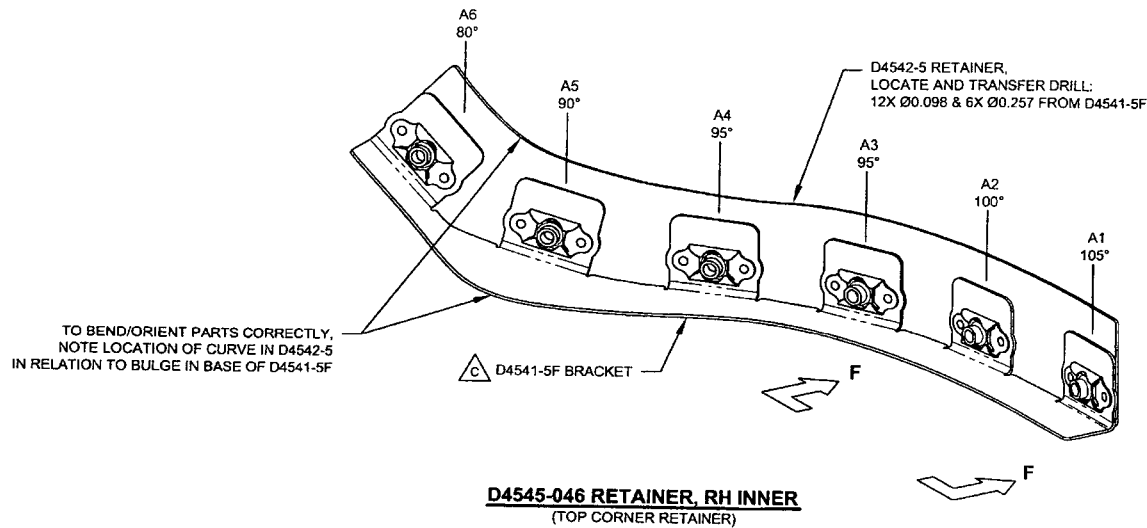 A6
80°
A5
90°
A4
95°
A3
95°
A2
100°
A1
105°
D4542-5 RETAINER,
LOCATE AND TRANSFER DRILL:
12X Ø0.098 & 6X Ø0.257 FROM D4541-5F
TO BEND/ORIENT PARTS CORRECTLY,
NOTE LOCATION OF CURVE IN D4542-5
IN RELATION TO BULGE IN BASE OF D4541-5F
C D4541-5F BRACKET
F
F
D4545-046 RETAINER, RH INNER
(TOP CORNER RETAINER)